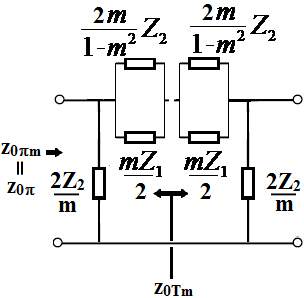 2m/1-m² Z₂ 2m/1-m² Z₂
z₀πm
=
z₀π
mZ₁/2 mZ₁/2
2Z₂/m 2Z₂/m
z₀Tm